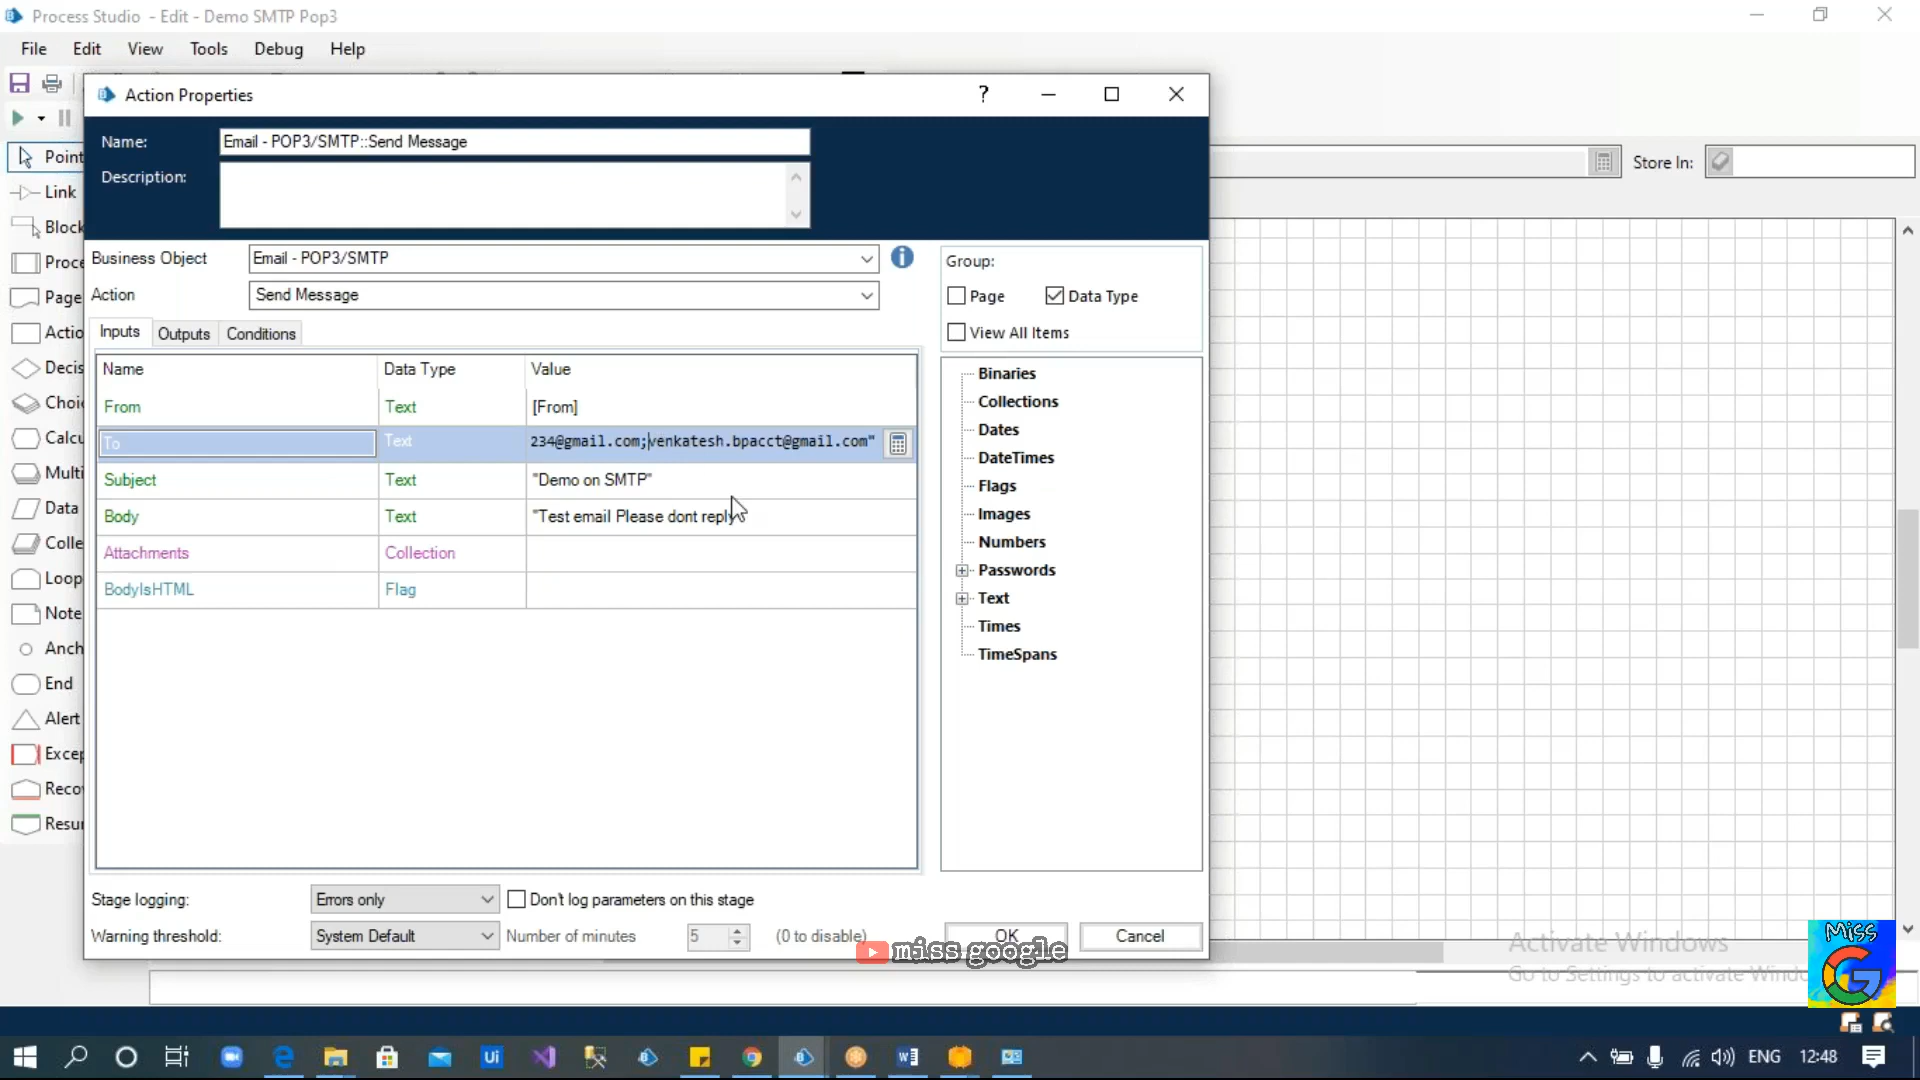 Process Studio - Edit - Demo SMTP Pop3
File Edit View Tools Debug Help
Action Properties
?
Name: Email - POP3/SMTP::Send Message
Description:
Store In:
Business Object Email - POP3/SMTP
Action Send Message
Group:
Page Data Type
View All Items
Inputs Outputs Conditions
Name Data Type Value
From Text [From]
To Text 234@gmail.com;venkatesh.bpacct@gmail.com"
Subject Text "Demo on SMTP"
Body Text "Test email Please dont reply"
Attachments Collection
BodyIsHTML Flag
Binaries
Collections
Dates
DateTimes
Flags
Images
Numbers
Passwords
Text
Times
TimeSpans
Point
Link
Block
Proce
Page
Actio
Decis
Choi
Calcu
Multi
Data
Colle
Loop
Note
Anch
End
Alert
Excep
Reco
Resu
Stage logging: Errors only Don't log parameters on this stage
Warning threshold: System Default Number of minutes 5 (0 to disable) OK Cancel
miss google
Activate Windows
Go to Settings to activate Windo
Miss
G
Ui
ENG 12:48